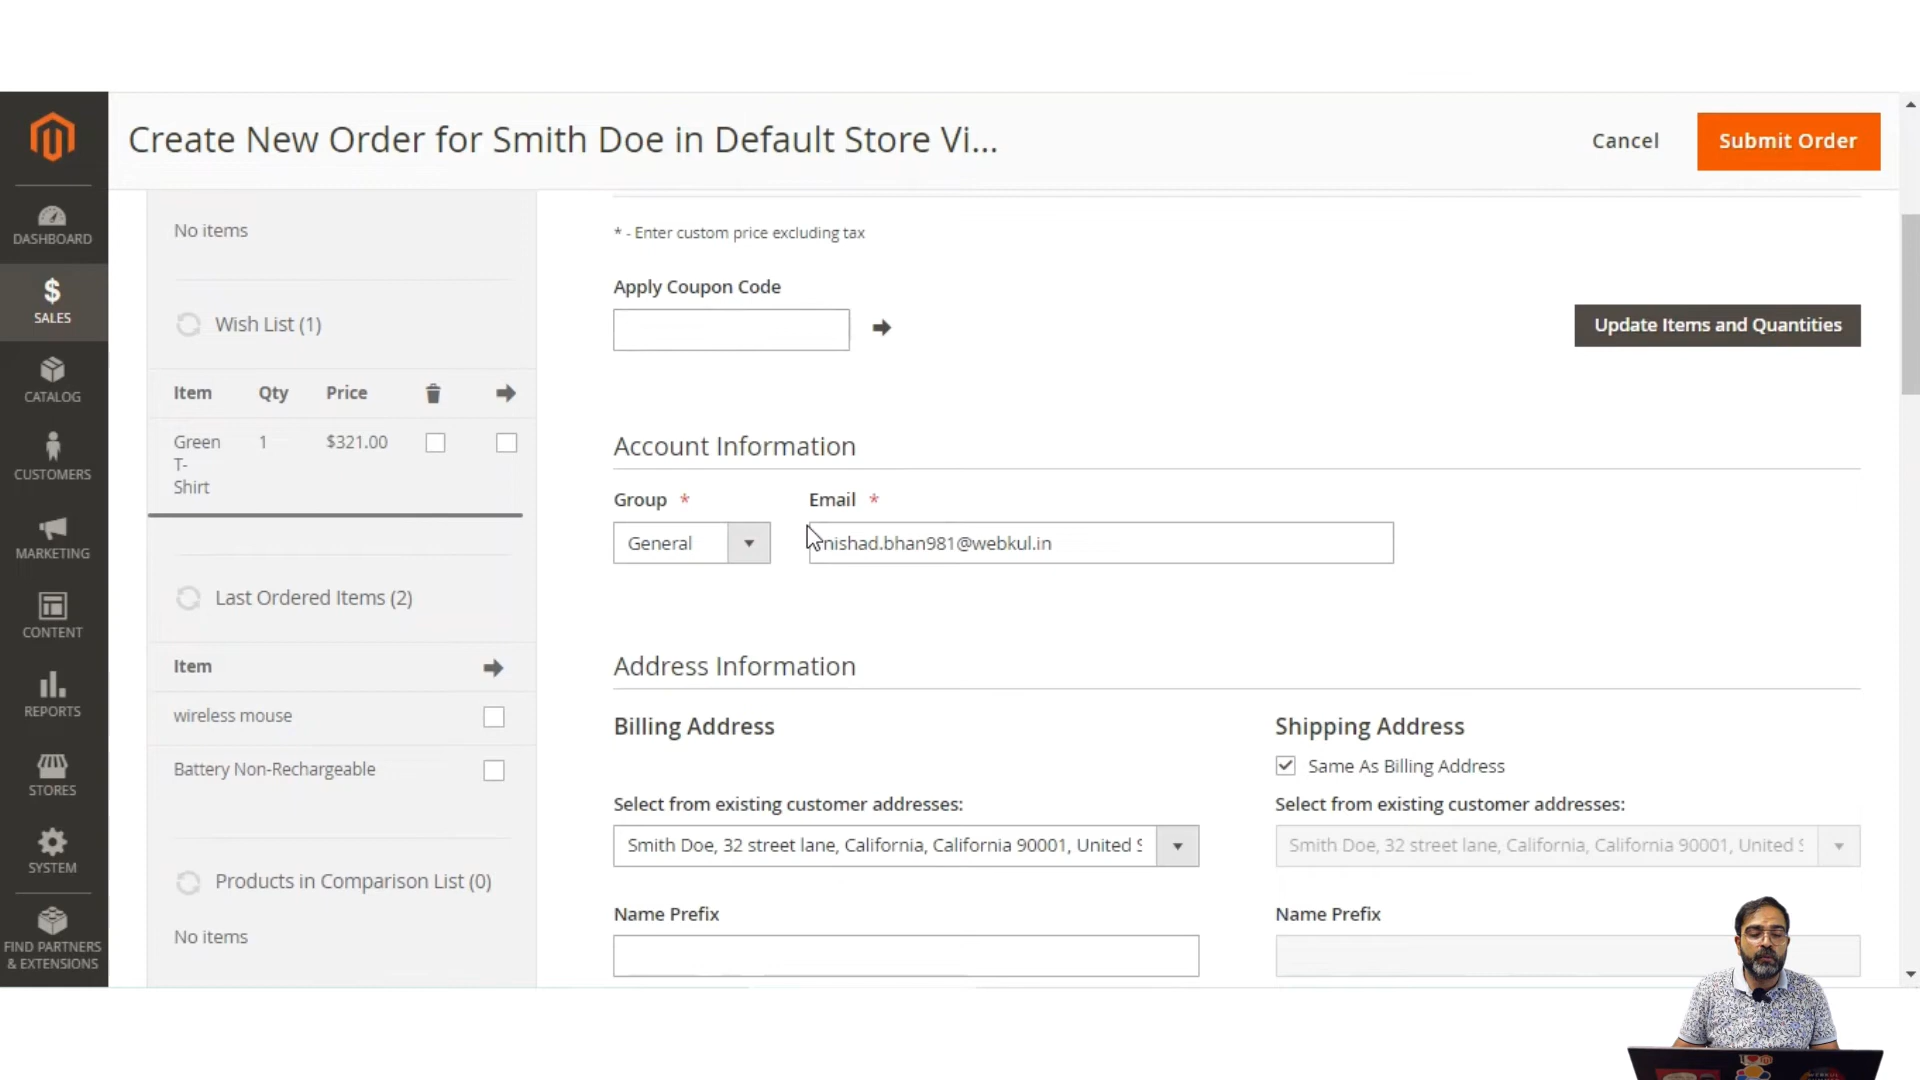 Create New Order for Smith Doe in Default Store Vi...
Cancel
Submit Order
DASHBOARD
SALES
CATALOG
CUSTOMERS
MARKETING
CONTENT
REPORTS
STORES
SYSTEM
FIND PARTNERS
& EXTENSIONS
No items
Wish List (1)
Item Qty Price
Green 1 $321.00
T-
Shirt
Last Ordered Items (2)
Item
wireless mouse
Battery Non-Rechargeable
Products in Comparison List (0)
No items
* - Enter custom price excluding tax
Apply Coupon Code
Update Items and Quantities
Account Information
Group * Email *
General nishad.bhan981@webkul.in
Address Information
Billing Address
Shipping Address
Same As Billing Address
Select from existing customer addresses:
Select from existing customer addresses:
Smith Doe, 32 street lane, California, California 90001, United
Smith Doe, 32 street lane, California, California 90001, United
Name Prefix
Name Prefix